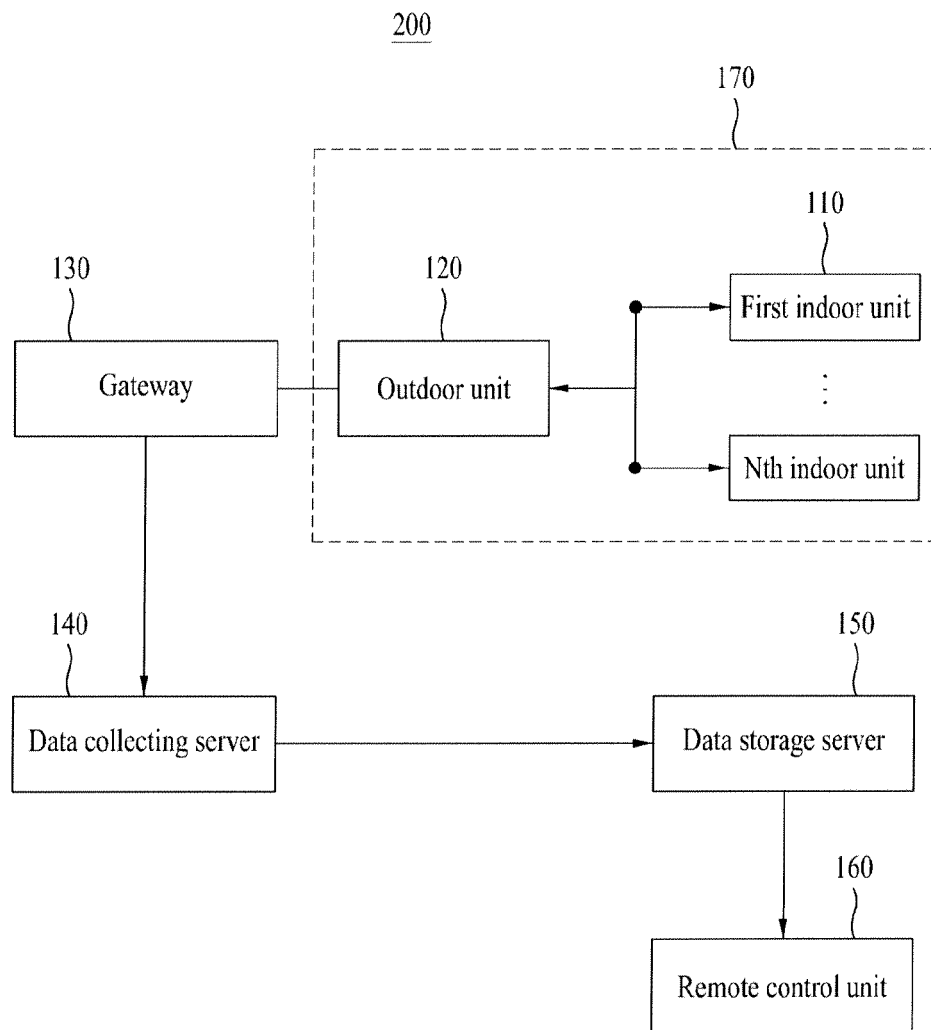 200
170
110
130
120
First indoor unit
Gateway
Outdoor unit
Nth indoor unit
140
150
Data collecting server
Data storage server
160
Remote control unit